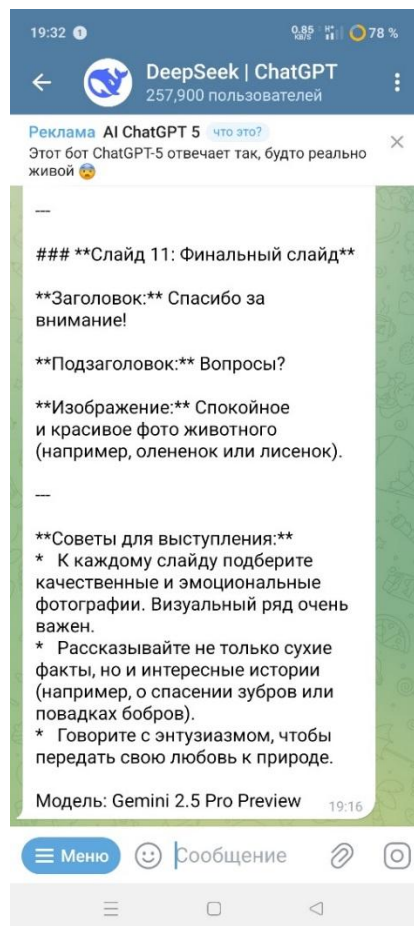 19:32 1 0.85 KB/S H+ 78 %
DeepSeek | ChatGPT
257,900 пользователей
Реклама AI ChatGPT 5 что это?
Этот бот ChatGPT-5 отвечает так, будто реально
живой 😨
---
### **Слайд 11: Финальный слайд**
**Заголовок:** Спасибо за
внимание!
**Подзаголовок:** Вопросы?
**Изображение:** Спокойное
и красивое фото животного
(например, олененок или лисенок).
---
**Советы для выступления:**
* К каждому слайду подберите
качественные и эмоциональные
фотографии. Визуальный ряд очень
важен.
* Рассказывайте не только сухие
факты, но и интересные истории
(например, о спасении зубров или
повадках бобров).
* Говорите с энтузиазмом, чтобы
передать свою любовь к природе.
Модель: Gemini 2.5 Pro Preview 19:16
Меню Сообщение